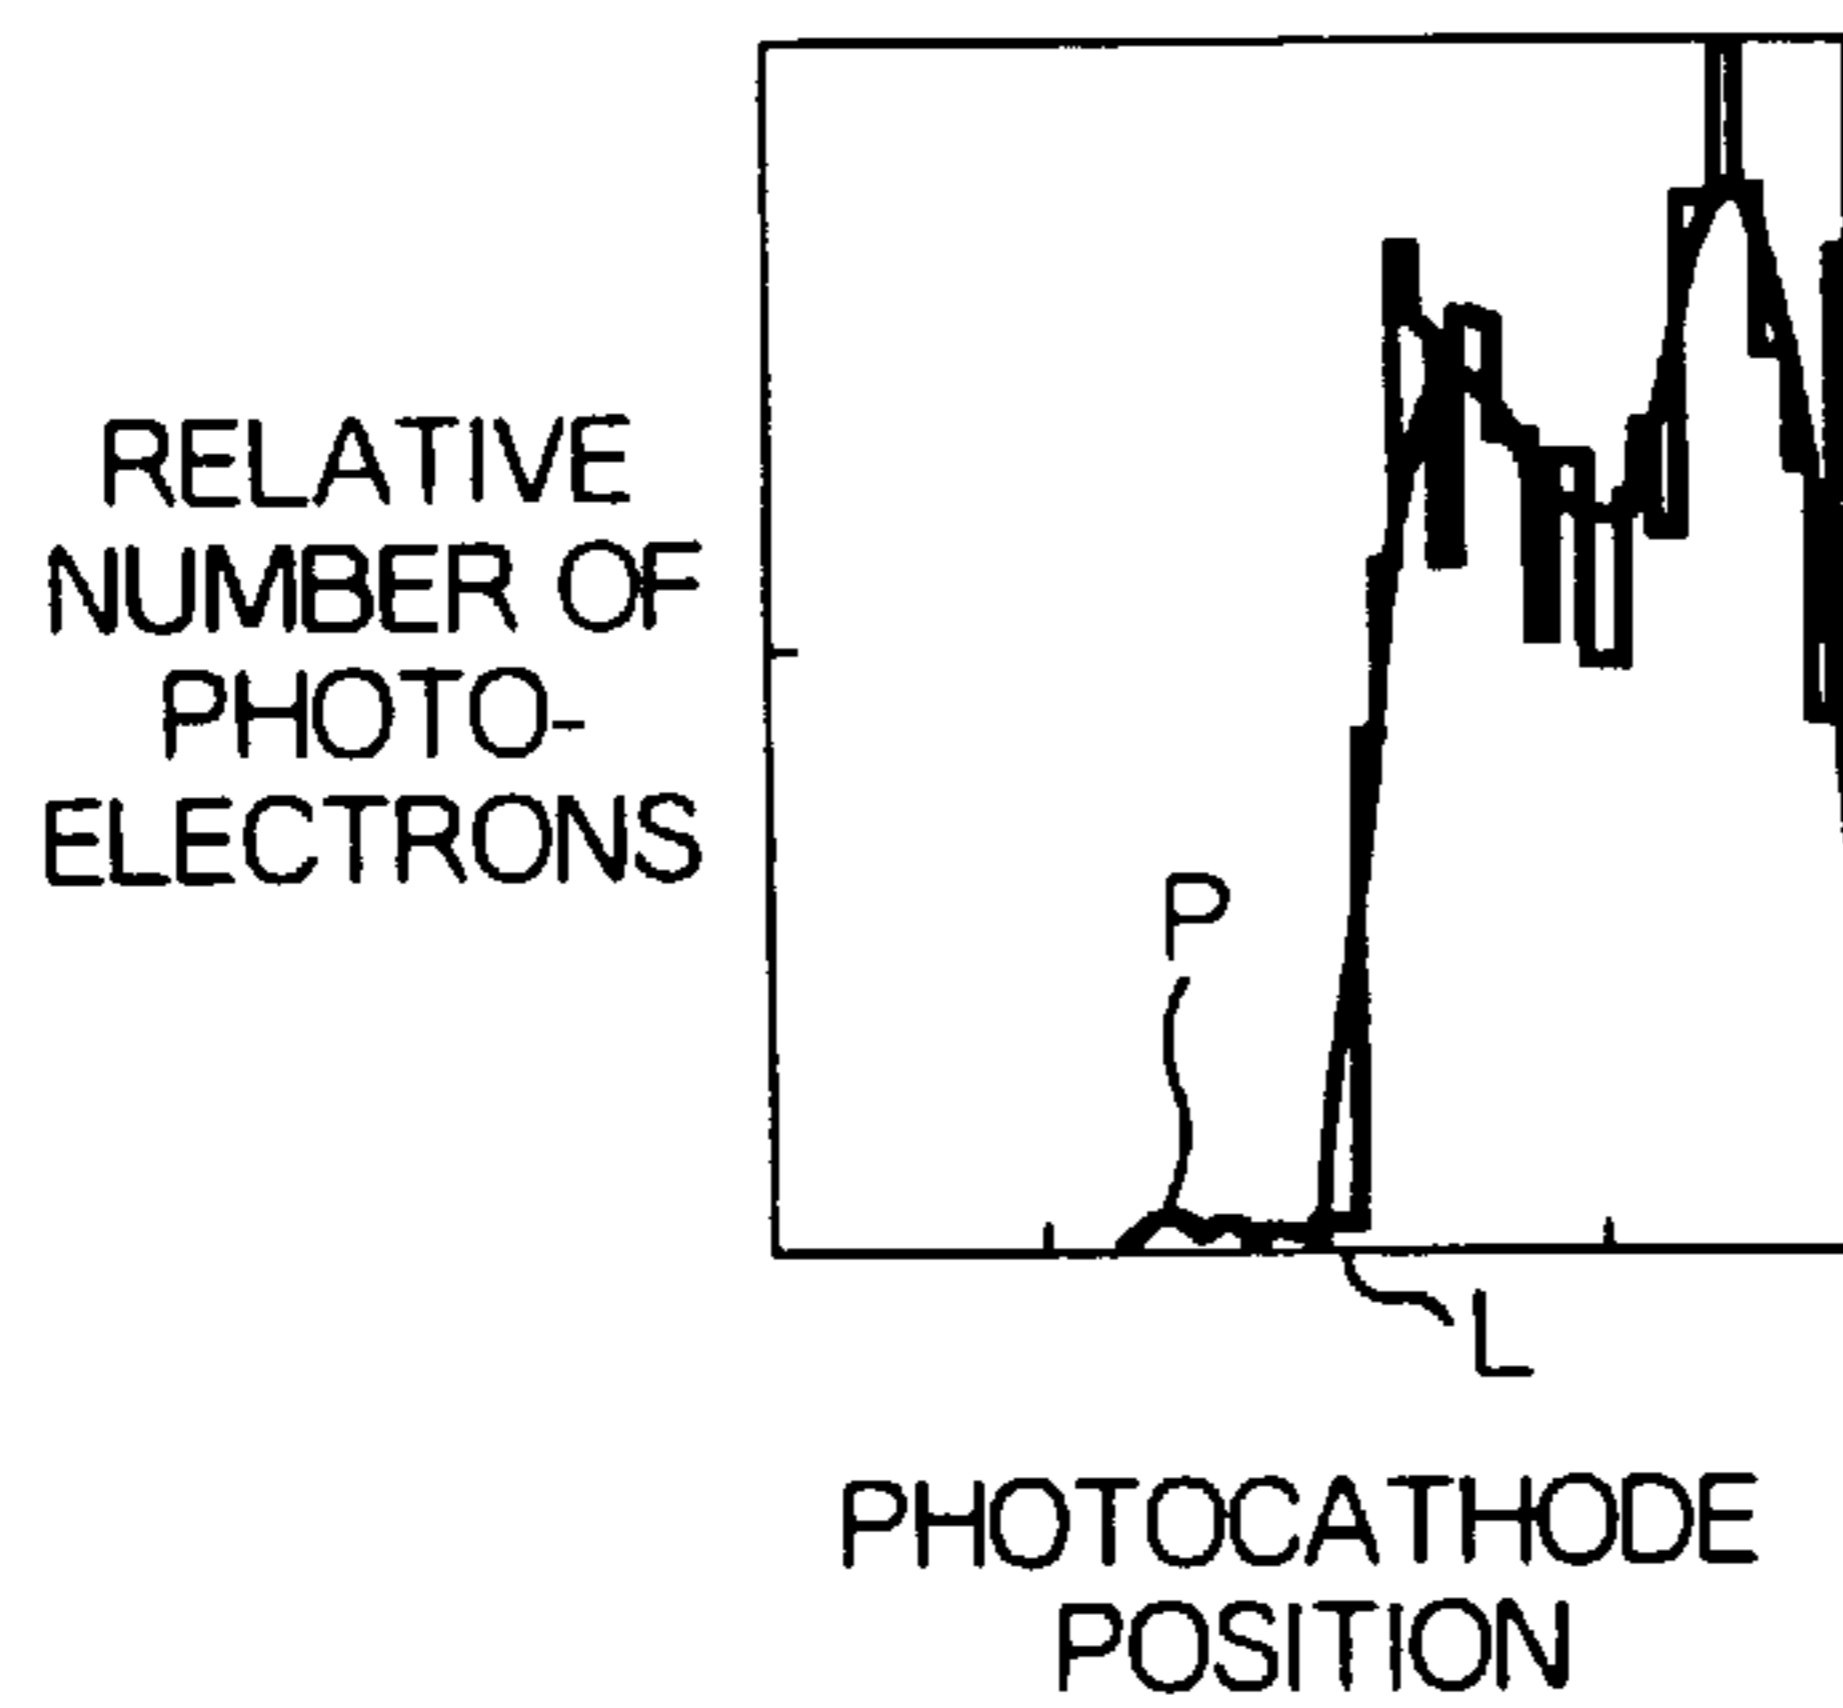 RELATIVE
NUMBER OF
PHOTO-
ELECTRONS
P
L
PHOTOCATHODE
POSITION